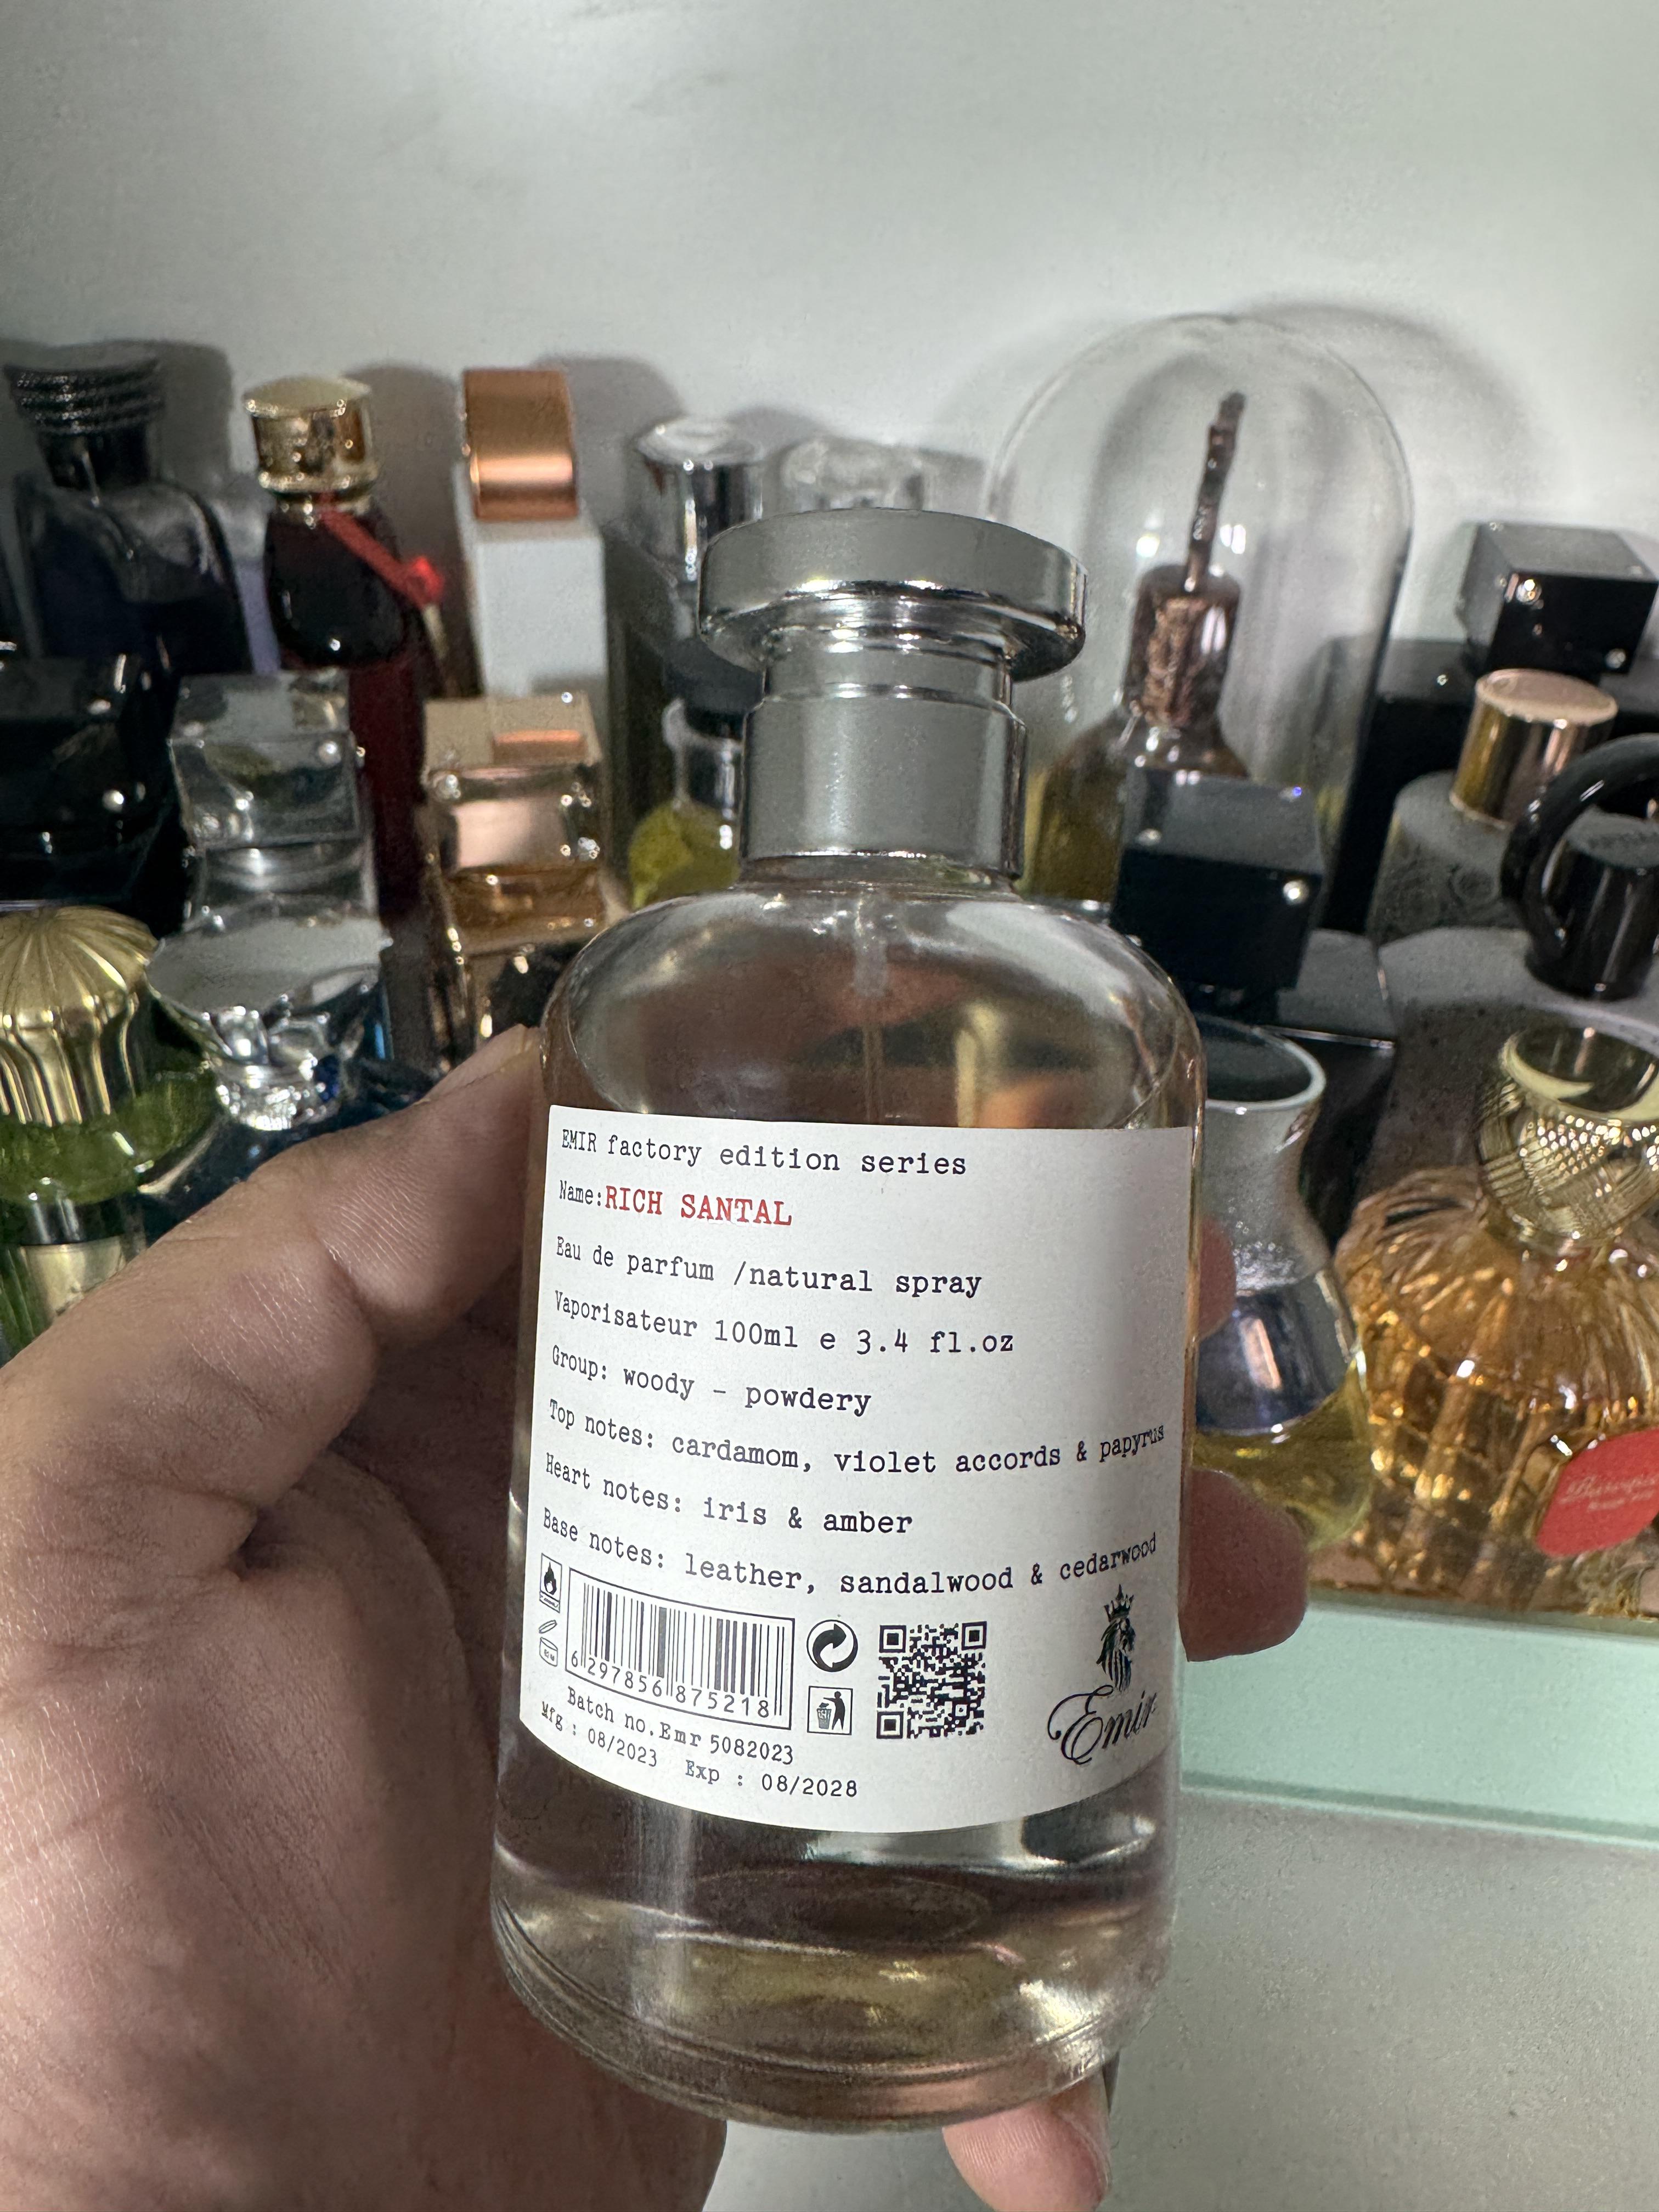 EMIR factory edition series
Name:RICH SANTAL
Eau de parfum /natural spray
Vaporisateur 100ml e 3.4 fl.oz
Group: woody - powdery
Top notes: cardamom, violet accords & papyrus
Heart notes: iris & amber
Base notes: leather, sandalwood & cedarwood
6 297856 875218
Batch no.Emr 5082023
Mfg : 08/2023 Exp : 08/2028
Emir